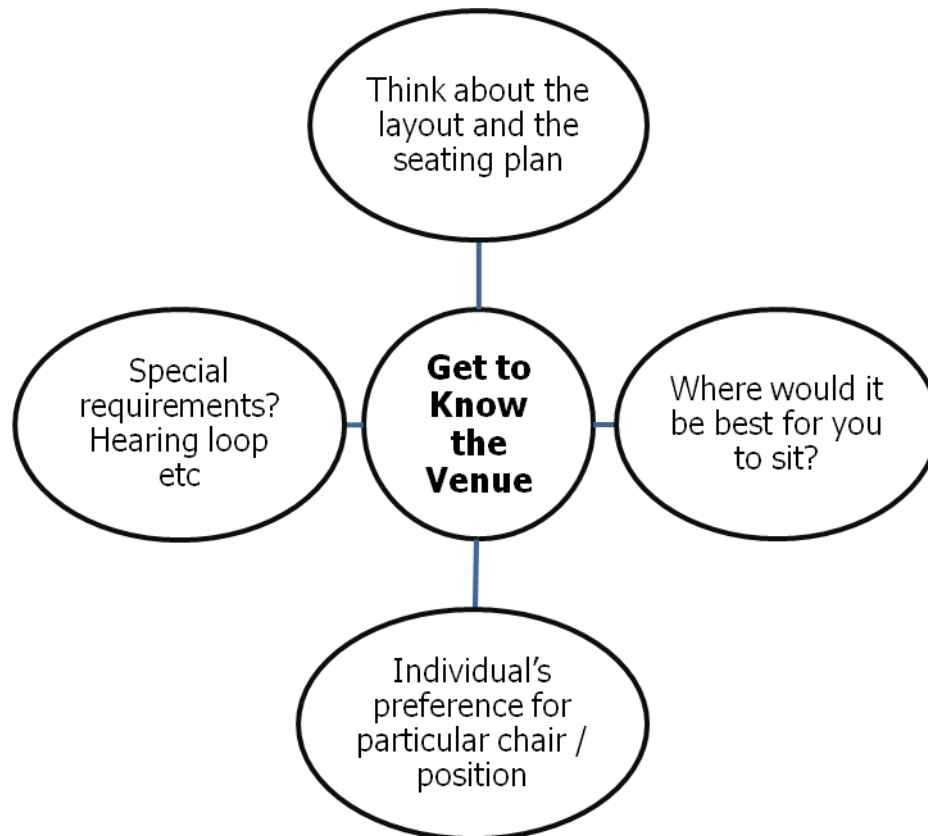 Think about the
layout and the
seating plan
Special
requirements?
Hearing loop
etc
Get to
Know
the
Venue
Where would it
be best for you
to sit?
Individual’s
preference for
particular chair /
position